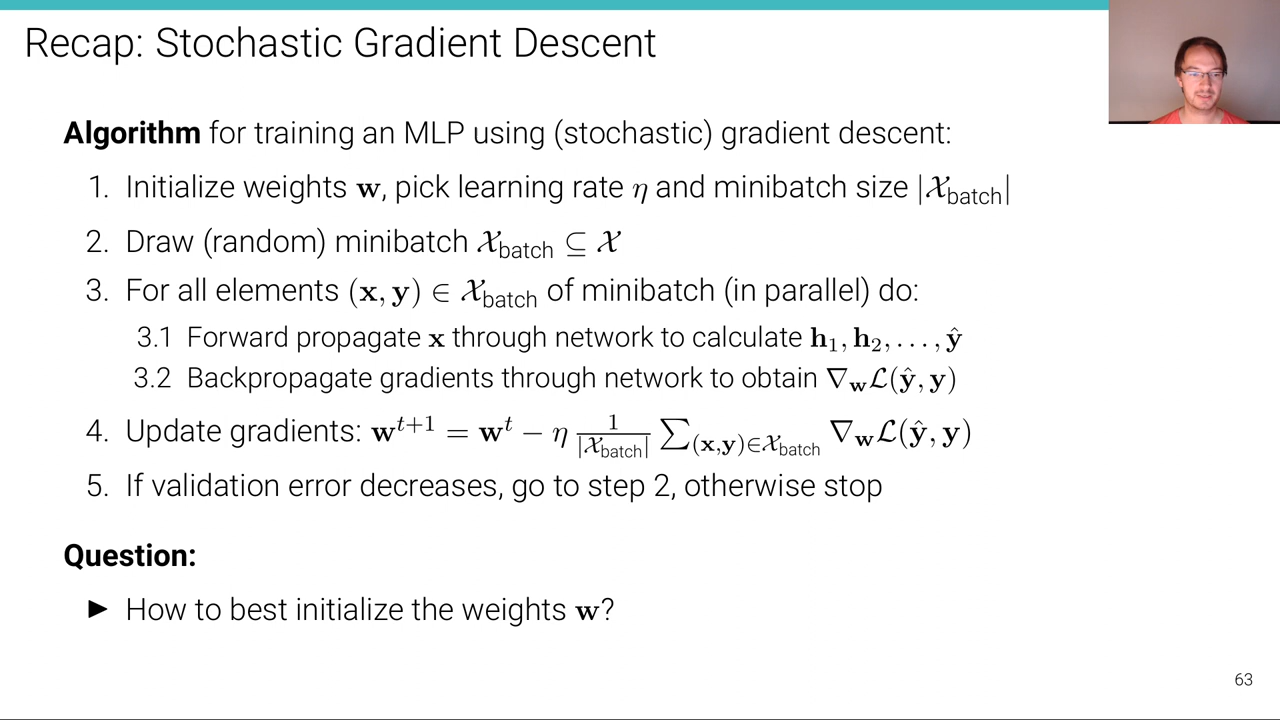 Recap: Stochastic Gradient Descent
Algorithm for training an MLP using (stochastic) gradient descent:
1. Initialize weights w, pick learning rate η and minibatch size |𝒳_batch|
2. Draw (random) minibatch 𝒳_batch ⊆ 𝒳
3. For all elements (x, y) ∈ 𝒳_batch of minibatch (in parallel) do:
3.1 Forward propagate x through network to calculate h₁, h₂, . . . , ŷ
3.2 Backpropagate gradients through network to obtain ∇_w ℒ(ŷ, y)
4. Update gradients: w^{t+1} = w^t − η 1/|𝒳_batch| ∑_{(x,y)∈𝒳_batch} ∇_w ℒ(ŷ, y)
5. If validation error decreases, go to step 2, otherwise stop
Question:
► How to best initialize the weights w?
63